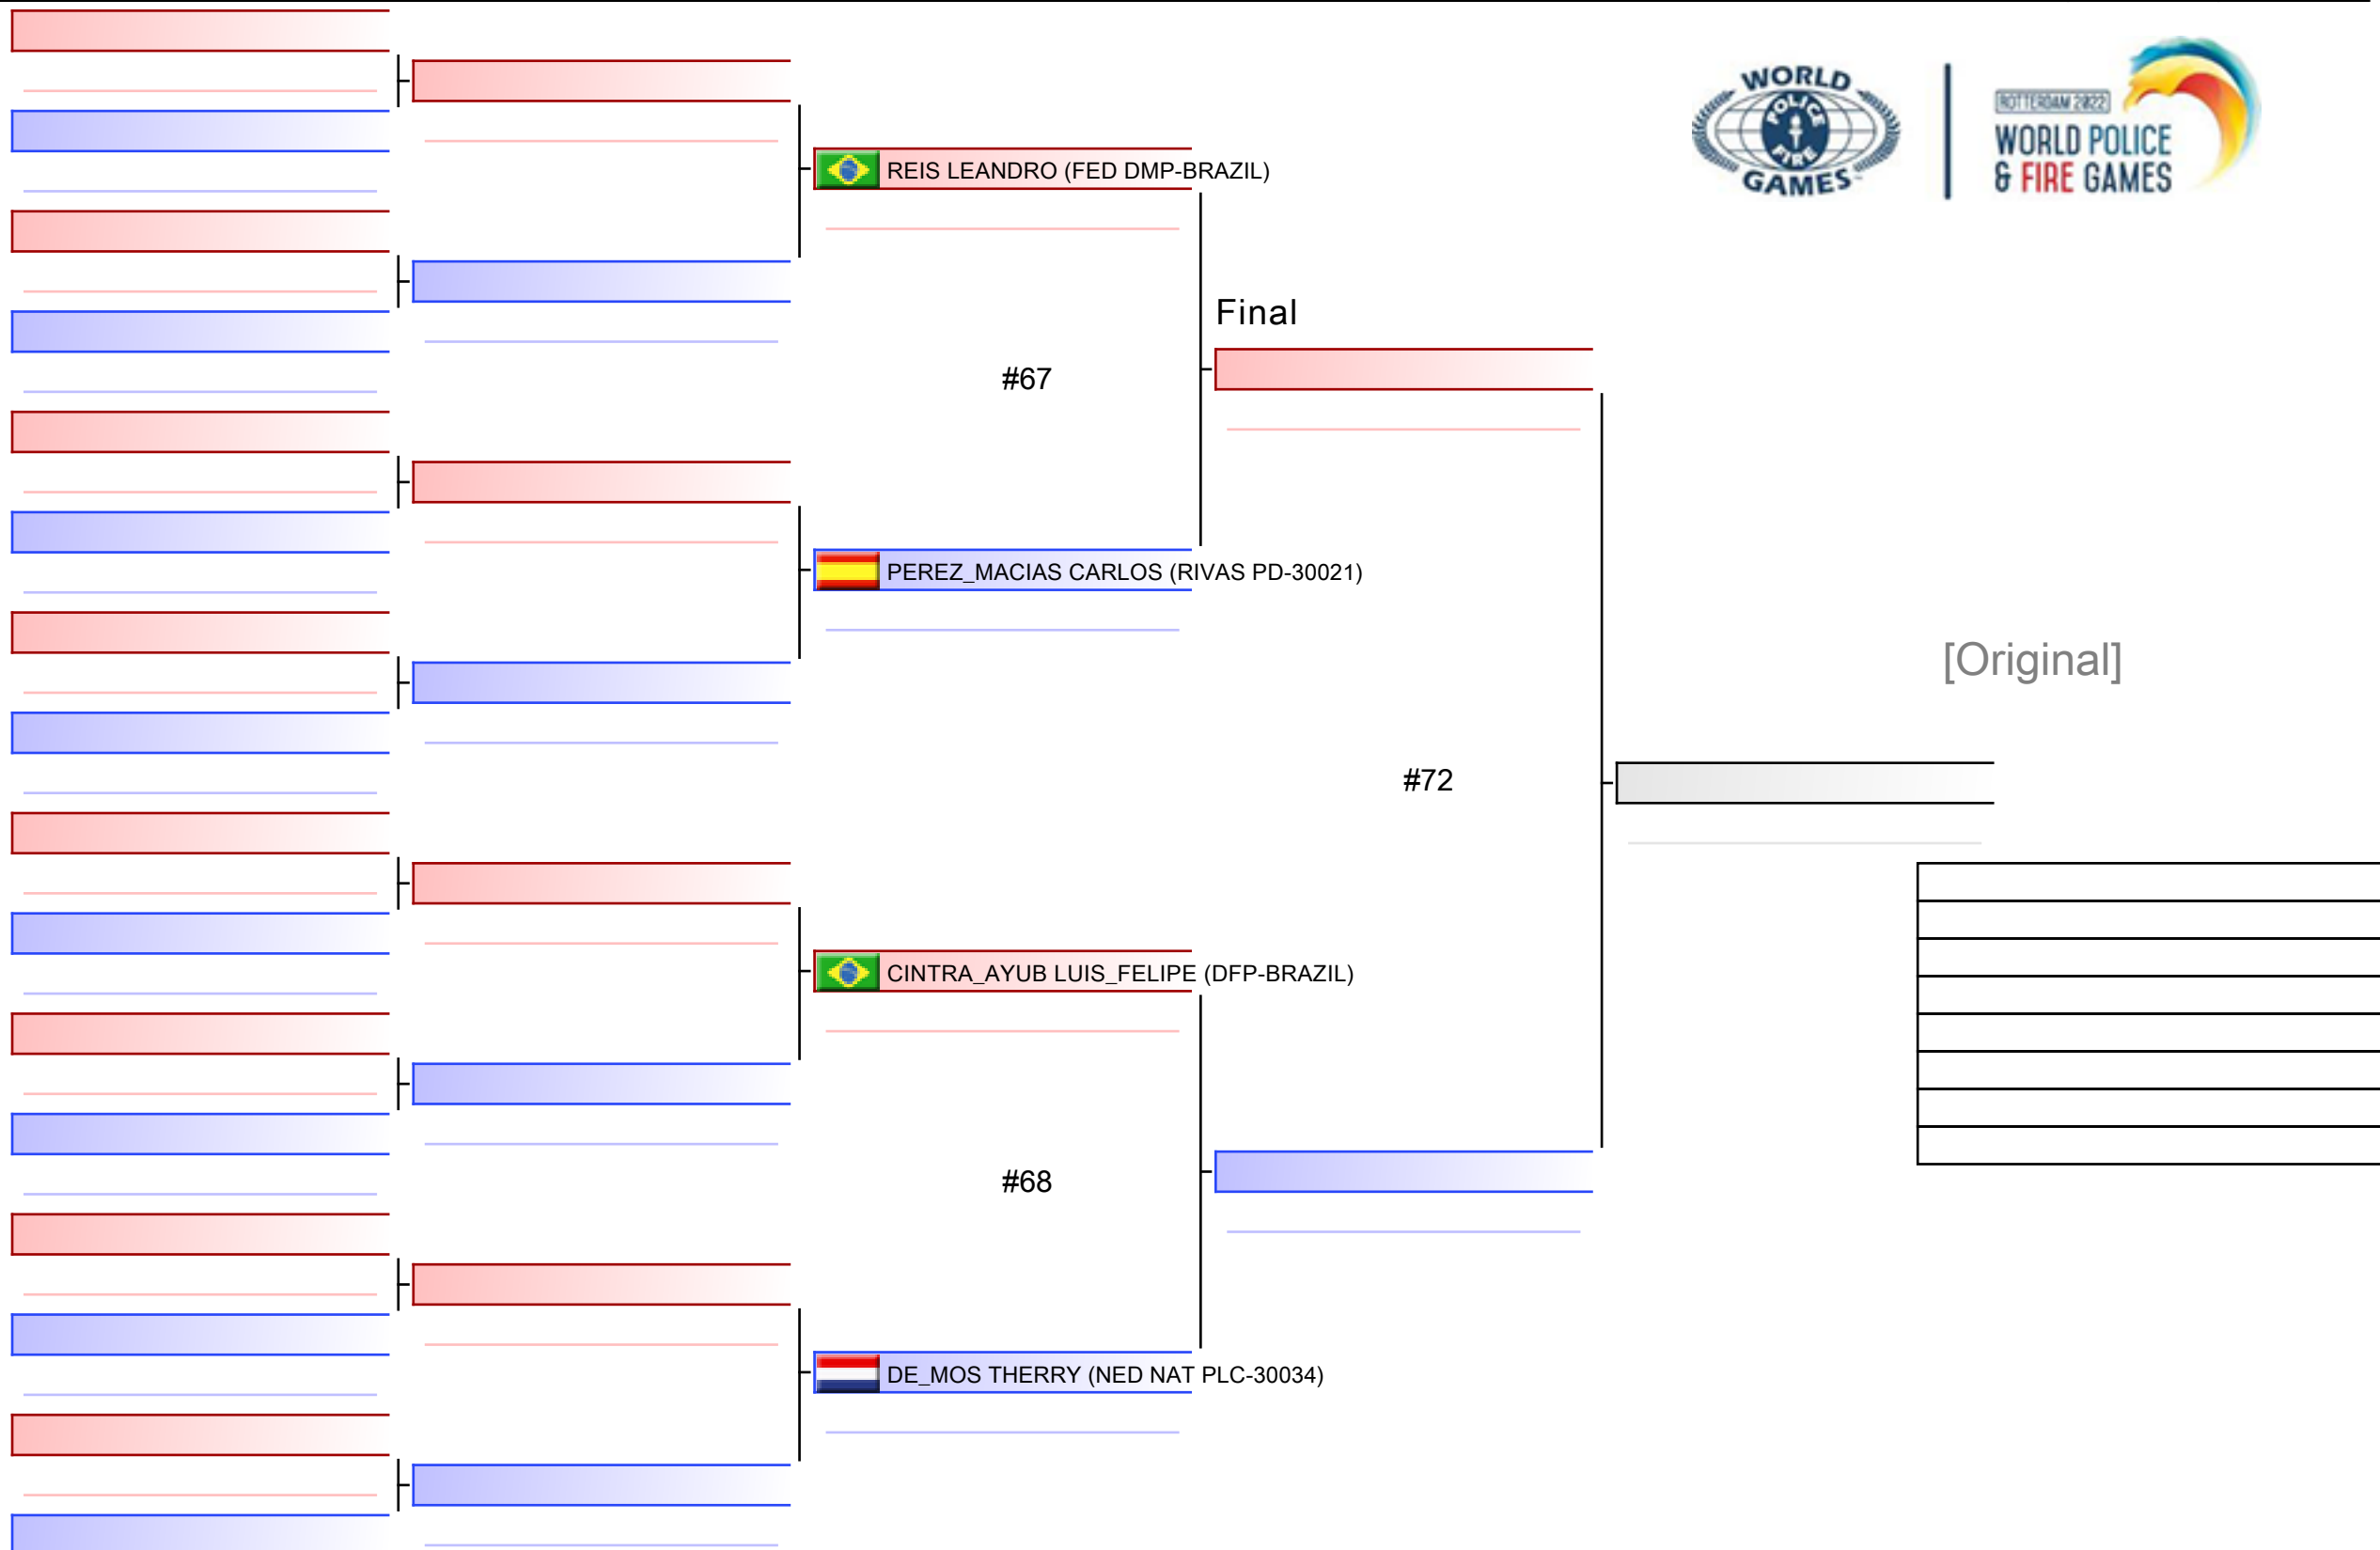 WORLD
POLICE
FIRE
GAMES
ROTTERDAM 2022
WORLD POLICE
& FIRE GAMES
REIS LEANDRO (FED DMP-BRAZIL)
Final
#67
PEREZ_MACIAS CARLOS (RIVAS PD-30021)
[Original]
#72
CINTRA_AYUB LUIS_FELIPE (DFP-BRAZIL)
#68
DE_MOS THERRY (NED NAT PLC-30034)